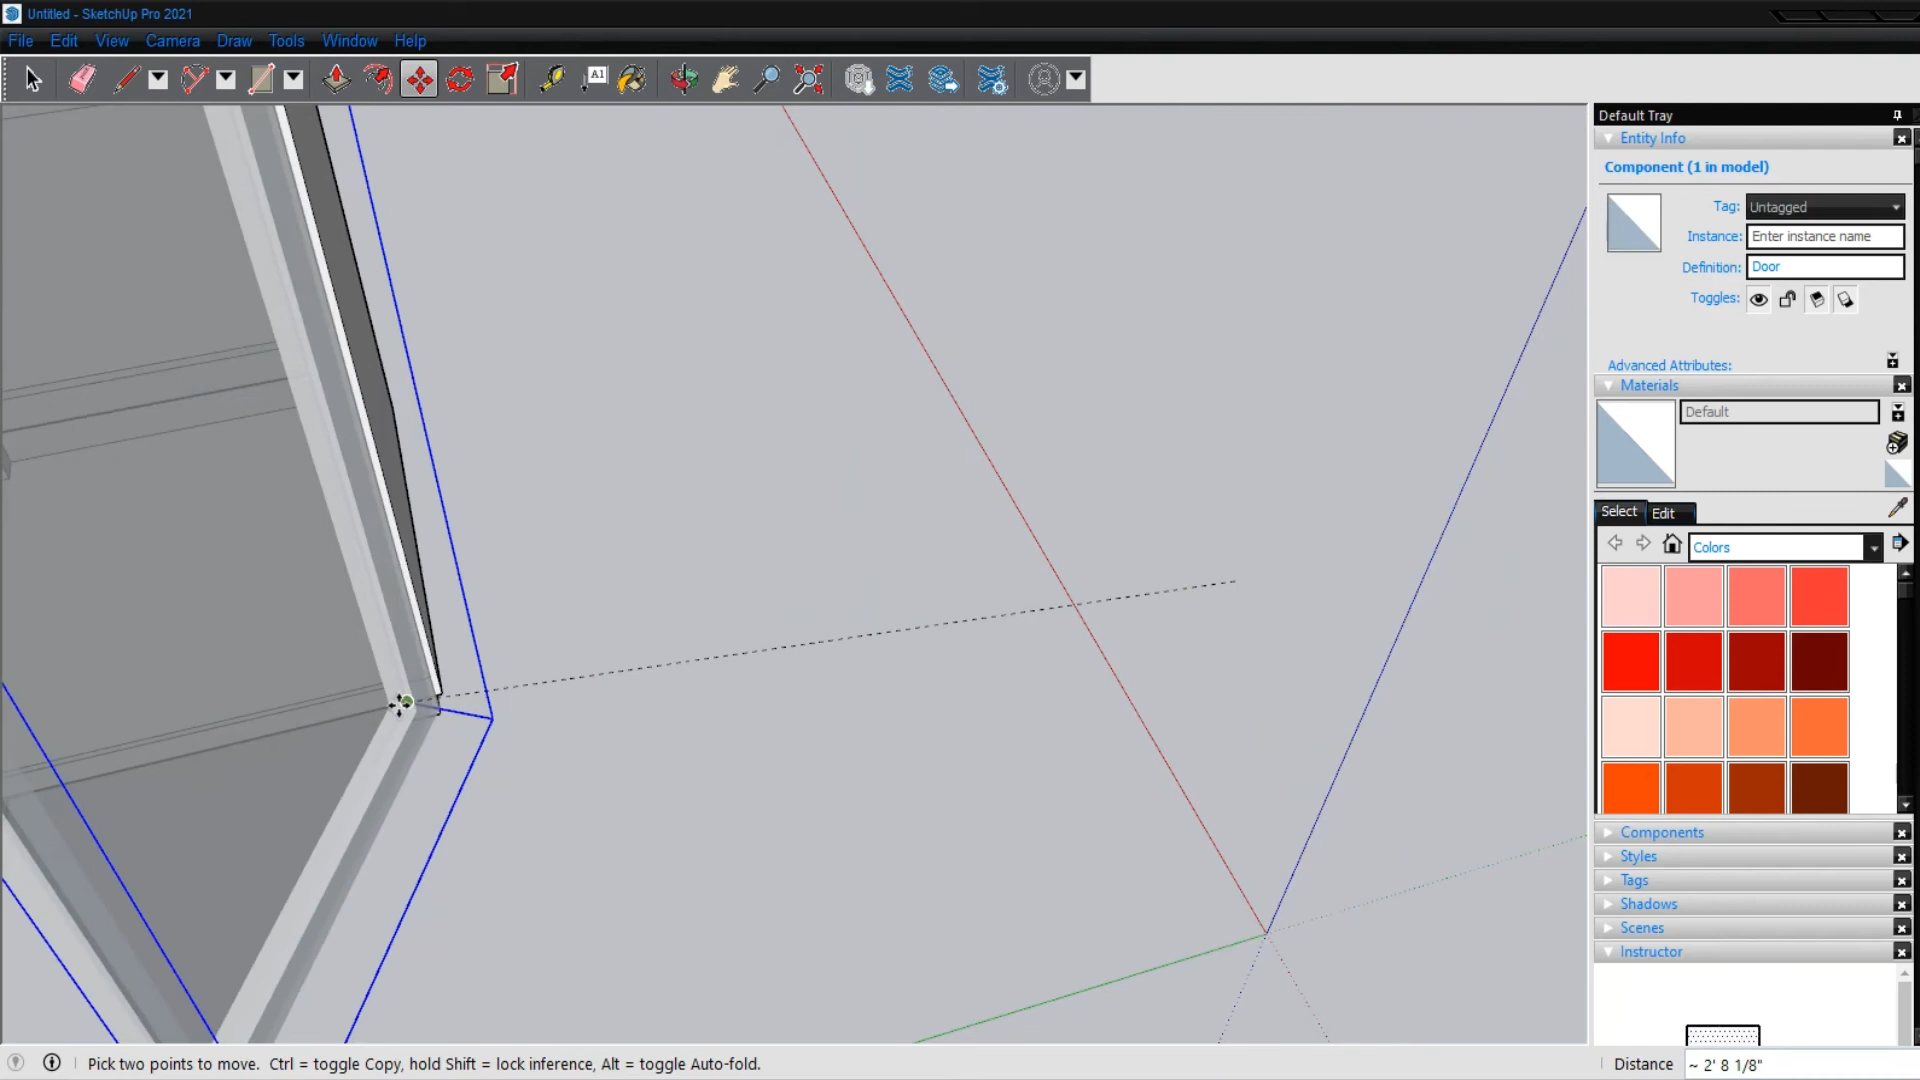 Untitled - SketchUp Pro 2021
File Edit View Camera Draw Tools Window Help
A1
Default Tray
Entity Info
Component (1 in model)
Tag: Untagged
Instance: Enter instance name
Definition: Door
Toggles:
Advanced Attributes:
Materials
Default
Select Edit
Colors
Components
Styles
Tags
Shadows
Scenes
Instructor
Pick two points to move. Ctrl = toggle Copy, hold Shift = lock inference, Alt = toggle Auto-fold.
Distance ~ 2' 8 1/8"